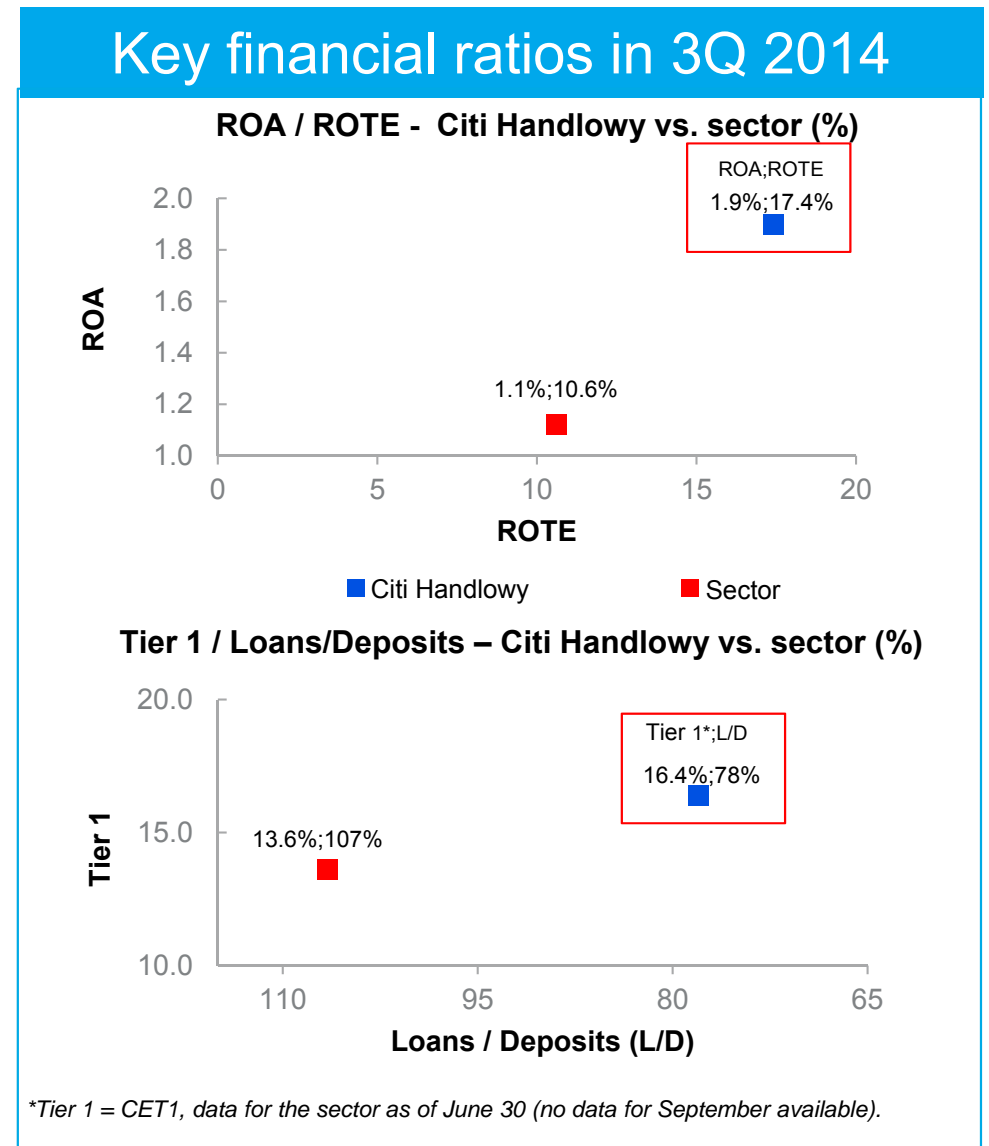 Key financial ratios in 3Q 2014
ROA / ROTE - Citi Handlowy vs. sector (%)
ROA;ROTE
1.9%;17.4%
2.0
1.8
1.6
1.4
1.2
1.0
ROA
1.1%;10.6%
0 5 10 15 20
ROTE
Citi Handlowy Sector
Tier 1 / Loans/Deposits – Citi Handlowy vs. sector (%)
20.0
15.0
10.0
Tier 1
Tier 1*;L/D
16.4%;78%
13.6%;107%
110 95 80 65
Loans / Deposits (L/D)
*Tier 1 = CET1, data for the sector as of June 30 (no data for September available).